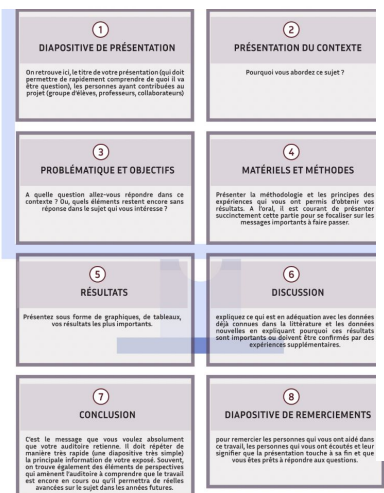 1
DIAPOSITIVE DE PRÉSENTATION
On retrouve ici, le titre de votre présentation (qui doit
permettre de rapidement comprendre de quoi il va
être question), les personnes ayant contribuées au
projet (groupe d'élèves, professeurs, collaborateurs)
2
PRÉSENTATION DU CONTEXTE
Pourquoi vous abordez ce sujet ?
3
PROBLÉMATIQUE ET OBJECTIFS
A quelle question allez-vous répondre dans ce
contexte ? Ou, quels éléments restent encore sans
réponse dans le sujet qui vous intéresse ?
4
MATÉRIELS ET MÉTHODES
Présenter la méthodologie et les principes des
expériences qui vous ont permis d'obtenir vos
résultats. A l'oral, il est courant de présenter
succinctement cette partie pour se focaliser sur les
messages importants à faire passer.
5
RÉSULTATS
Présentez sous forme de graphiques, de tableaux,
vos résultats les plus importants.
6
DISCUSSION
expliquez ce qui est en adéquation avec les données
déjà connues dans la littérature et les données
nouvelles en expliquant pourquoi ces résultats
sont importants ou doivent être confirmés par des
expériences supplémentaires.
7
CONCLUSION
C'est le message que vous voulez absolument
que votre auditoire retienne. Il doit répéter de
manière très rapide (une diapositive très simple)
la principale information de votre exposé. Souvent,
on trouve également des éléments de perspectives
qui amènent l'auditoire à comprendre que le travail
est encore en cours ou qu'il permettra de réelles
avancées sur le sujet dans les années futures.
8
DIAPOSITIVE DE REMERCIEMENTS
pour remercier les personnes qui vous ont aidé dans
ce travail, les personnes qui vous ont écoutés et leur
signifier que la présentation touche à sa fin et que
vous êtes prêts à répondre aux questions.